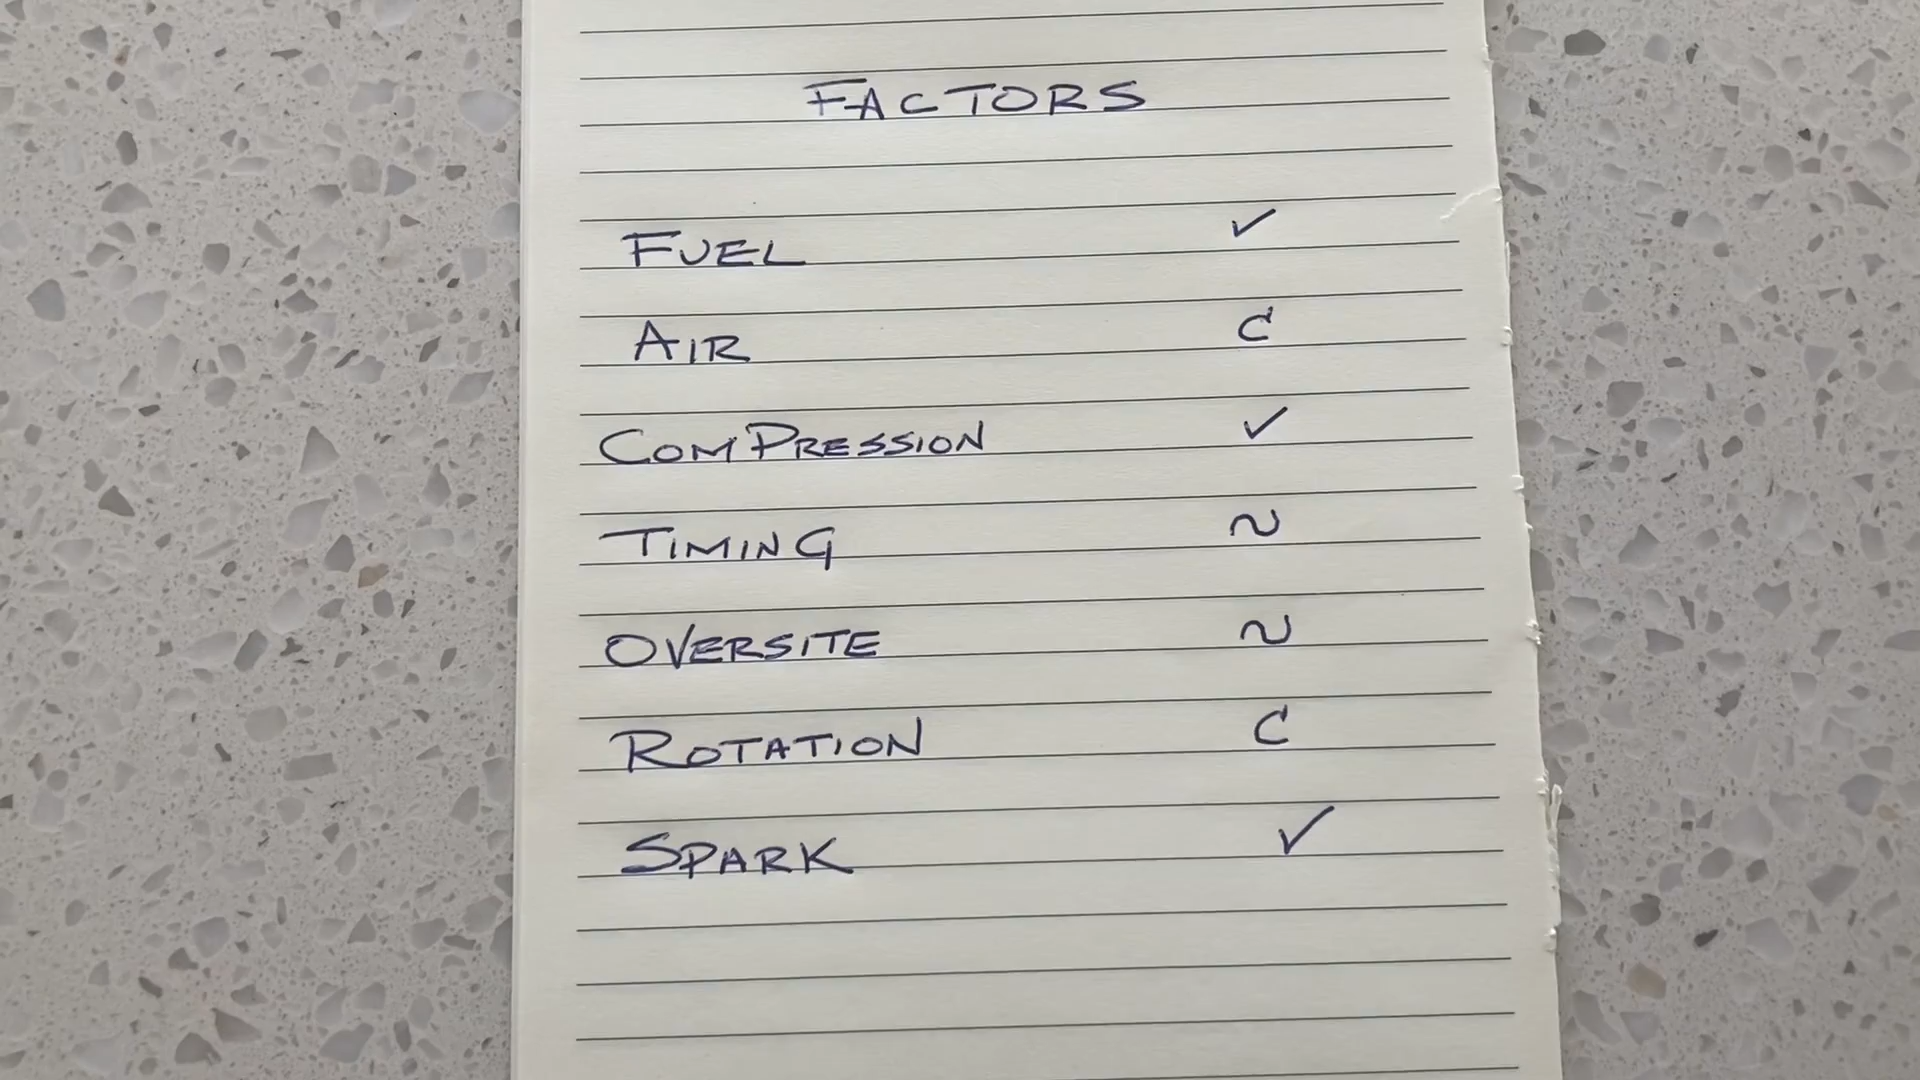 FACTORS
FUEL ✓
AIR C
COMPRESSION ✓
TIMING ~
OVERSITE ~
ROTATION C
SPARK ✓